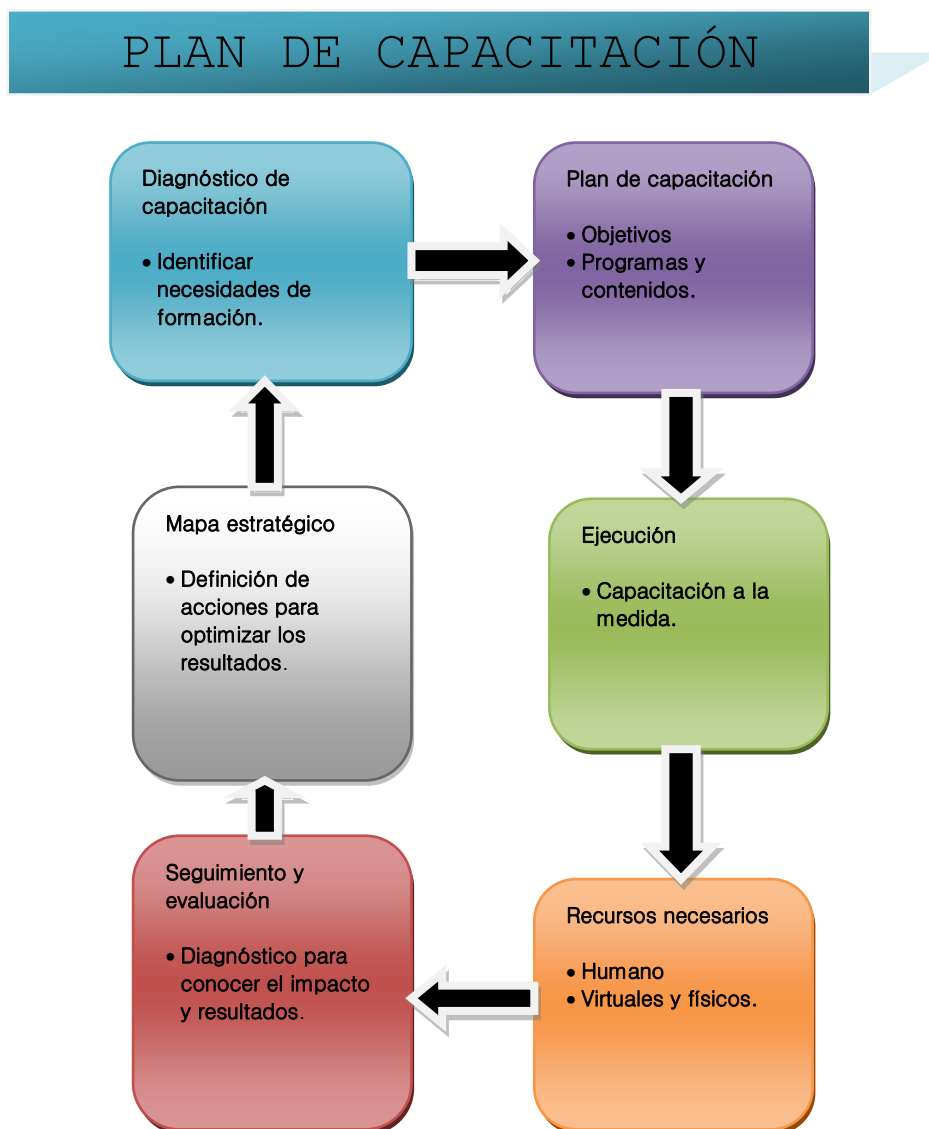 PLAN DE CAPACITACIÓN
Diagnóstico de
capacitación
• Identificar
necesidades de
formación.
Plan de capacitación
• Objetivos
• Programas y
contenidos.
Ejecución
• Capacitación a la
medida.
Recursos necesarios
• Humano
• Virtuales y físicos.
Seguimiento y
evaluación
• Diagnóstico para
conocer el impacto
y resultados.
Mapa estratégico
• Definición de
acciones para
optimizar los
resultados.